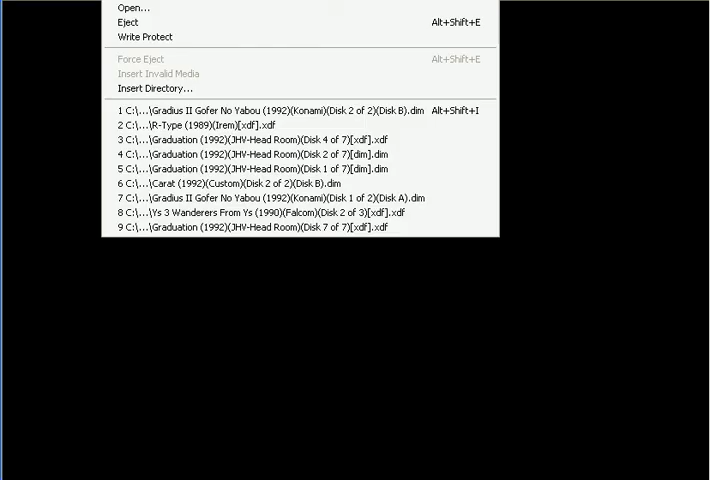 Open...
Eject Alt+Shift+E
Write Protect
Force Eject Alt+Shift+E
Insert Invalid Media
Insert Directory...
1 C:\...\Gradius II Gofer No Yabou (1992)(Konami)(Disk 2 of 2)(Disk B).dim Alt+Shift+I
2 C:\...\R-Type (1989)(Irem)[xdf].xdf
3 C:\...\Graduation (1992)(JHV-Head Room)(Disk 4 of 7)[xdf].xdf
4 C:\...\Graduation (1992)(JHV-Head Room)(Disk 2 of 7)[dim].dim
5 C:\...\Graduation (1992)(JHV-Head Room)(Disk 1 of 7)[dim].dim
6 C:\...\Carat (1992)(Custom)(Disk 2 of 2)(Disk B).dim
7 C:\...\Gradius II Gofer No Yabou (1992)(Konami)(Disk 1 of 2)(Disk A).dim
8 C:\...\Ys 3 Wanderers From Ys (1990)(Falcom)(Disk 2 of 3)[xdf].xdf
9 C:\...\Graduation (1992)(JHV-Head Room)(Disk 7 of 7)[xdf].xdf